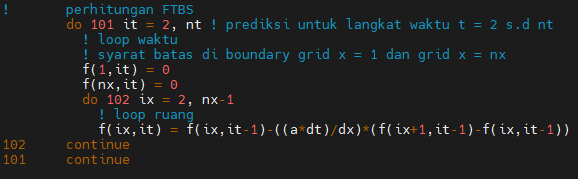 !       perhitungan FTBS
        do 101 it = 2, nt ! prediksi untuk langkat waktu t = 2 s.d nt
          ! loop waktu
          ! syarat batas di boundary grid x = 1 dan grid x = nx
          f(1,it) = 0
          f(nx,it) = 0
          do 102 ix = 2, nx-1
            ! loop ruang
            f(ix,it) = f(ix,it-1)-((a*dt)/dx)*(f(ix+1,it-1)-f(ix,it-1))
102     continue
101     continue